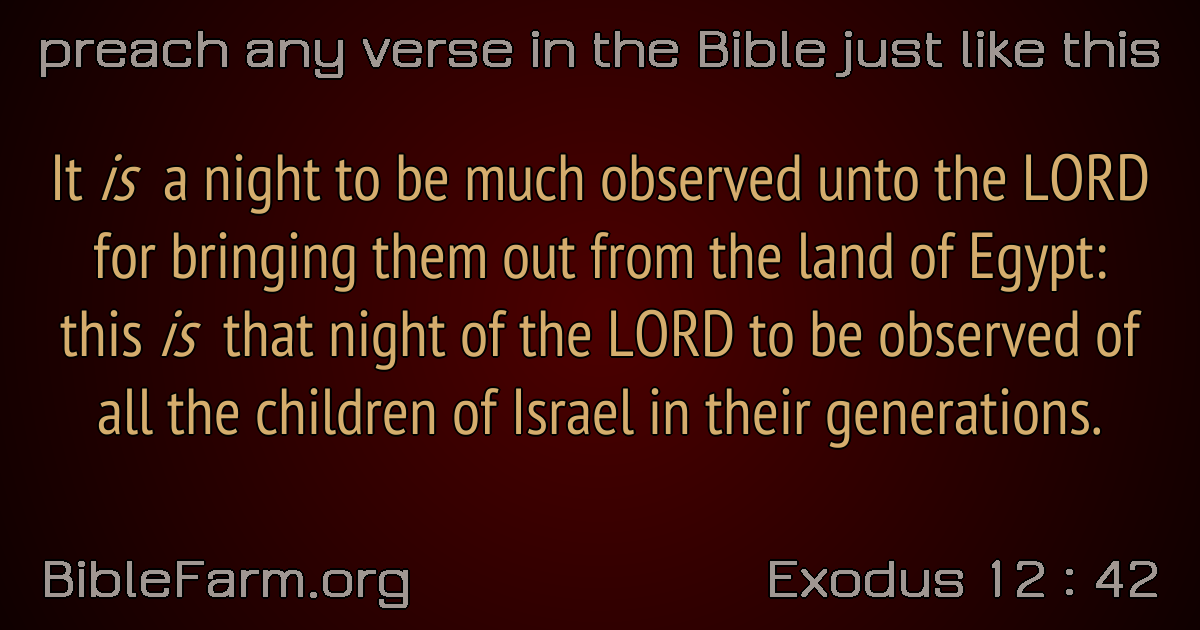 preach any verse in the Bible just like this
It is a night to be much observed unto the LORD
for bringing them out from the land of Egypt:
this is that night of the LORD to be observed of
all the children of Israel in their generations.
BibleFarm.org
Exodus 12 : 42